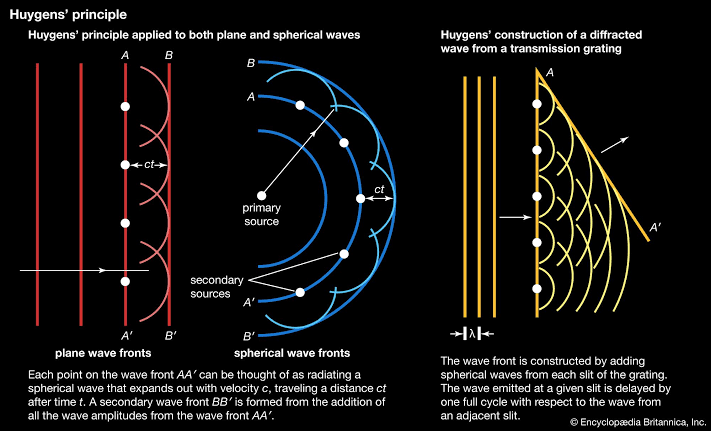 Huygens' principle
Huygens' principle applied to both plane and spherical waves
A
B
ct
A′
B′
plane wave fronts
B
A
primary
source
ct
secondary
sources
A′
B′
spherical wave fronts
Each point on the wave front AA′ can be thought of as radiating a
spherical wave that expands out with velocity c, traveling a distance ct
after time t. A secondary wave front BB′ is formed from the addition of
all the wave amplitudes from the wave front AA′.
Huygens' construction of a diffracted
wave from a transmission grating
A
A′
λ
The wave front is constructed by adding
spherical waves from each slit of the grating.
The wave emitted at a given slit is delayed by
one full cycle with respect to the wave from
an adjacent slit.
© Encyclopædia Britannica, Inc.